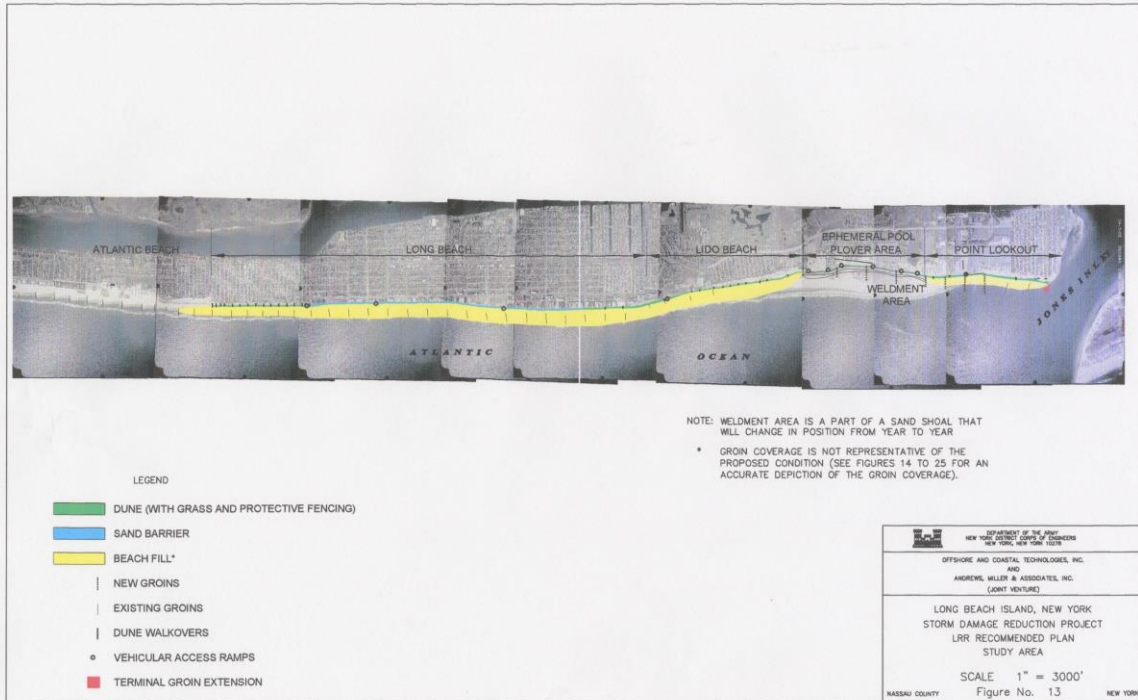 ATLANTIC BEACH
LONG BEACH
LIDO BEACH
EPHEMERAL POOL
PLOVER AREA
POINT LOOKOUT
WELDMENT
AREA
JONES INLET
ATLANTIC
OCEAN
NOTE: WELDMENT AREA IS A PART OF A SAND SHOAL THAT
WILL CHANGE IN POSITION FROM YEAR TO YEAR
* GROIN COVERAGE IS NOT REPRESENTATIVE OF THE
PROPOSED CONDITION (SEE FIGURES 14 TO 25 FOR AN
ACCURATE DEPICTION OF THE GROIN COVERAGE).
LEGEND
DUNE (WITH GRASS AND PROTECTIVE FENCING)
SAND BARRIER
BEACH FILL*
NEW GROINS
EXISTING GROINS
DUNE WALKOVERS
VEHICULAR ACCESS RAMPS
TERMINAL GROIN EXTENSION
DEPARTMENT OF THE ARMY
NEW YORK DISTRICT CORPS OF ENGINEERS
NEW YORK, NEW YORK 10278
OFFSHORE AND COASTAL TECHNOLOGIES, INC.
AND
ANDREWS, MILLER & ASSOCIATES, INC.
(JOINT VENTURE)
LONG BEACH ISLAND, NEW YORK
STORM DAMAGE REDUCTION PROJECT
LRR RECOMMENDED PLAN
STUDY AREA
SCALE 1" = 3000'
NASSAU COUNTY Figure No. 13 NEW YORK